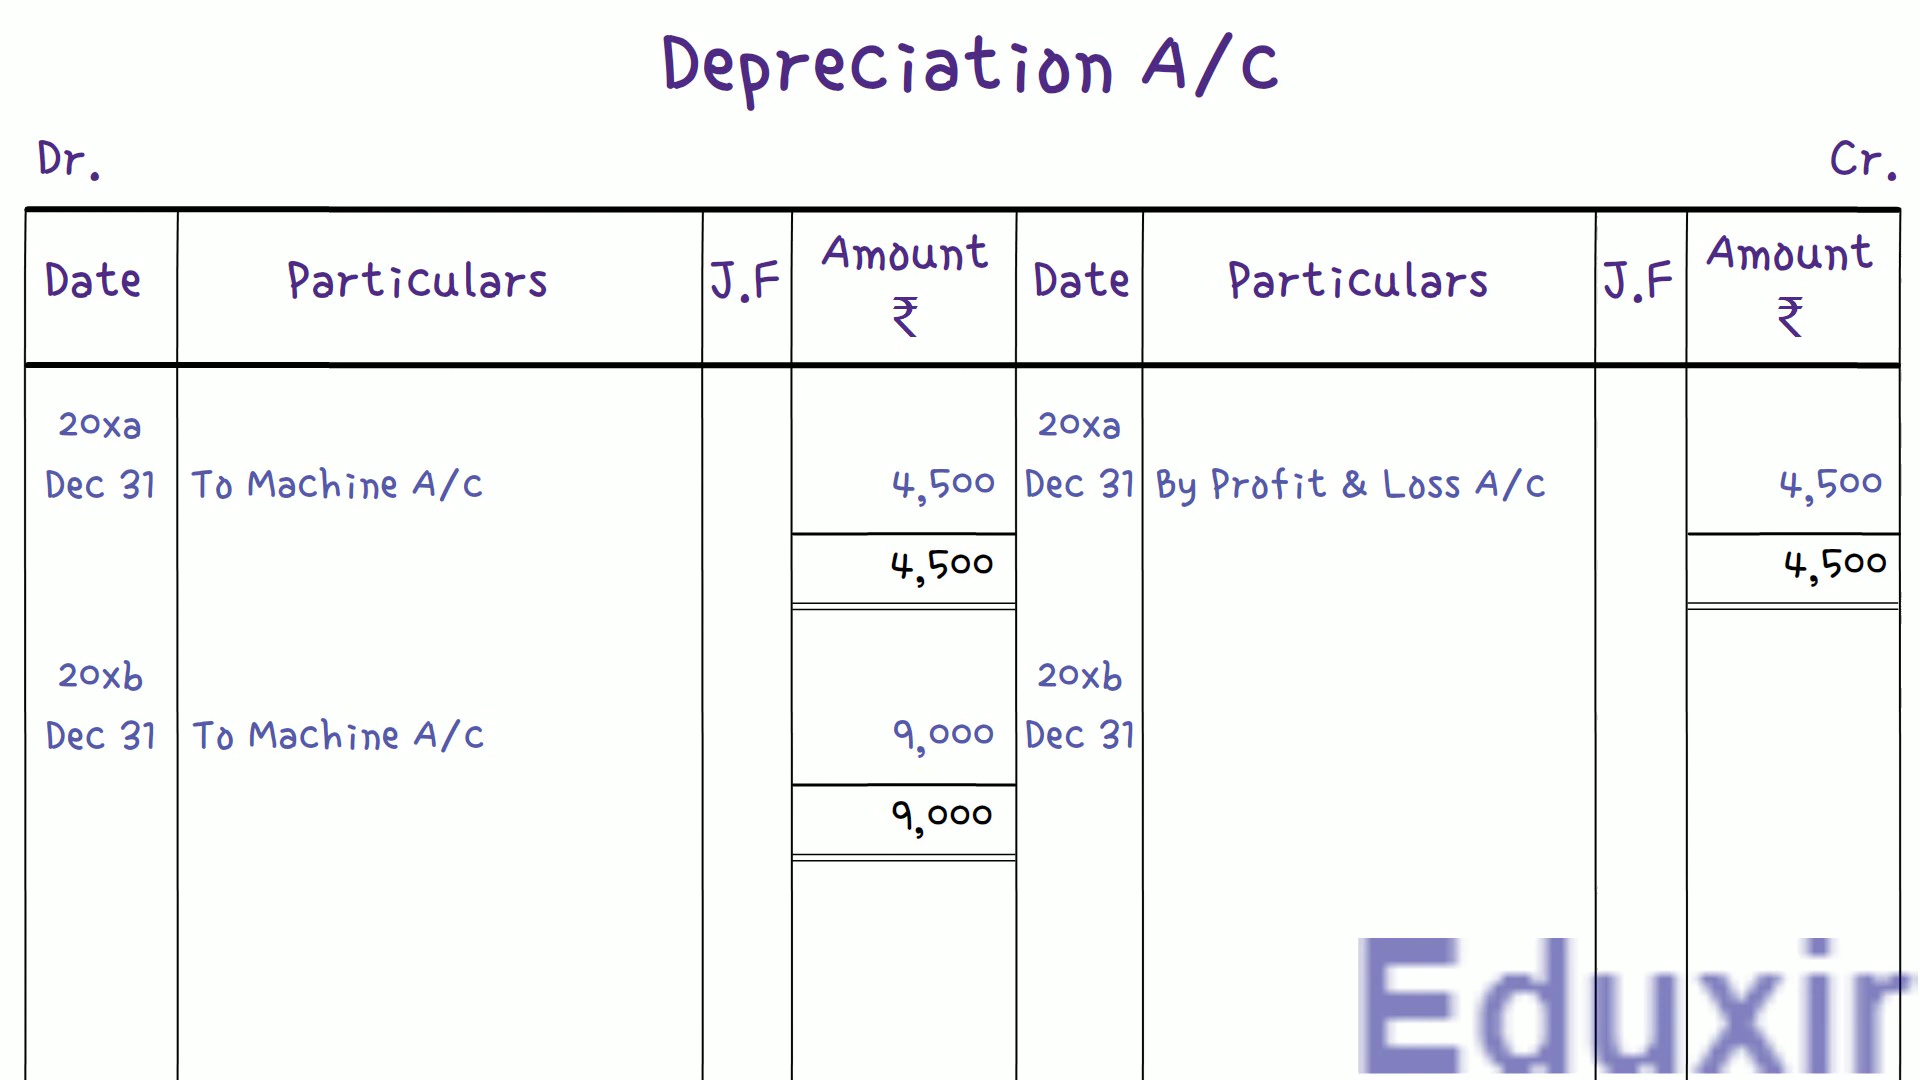 Depreciation A/c
Dr. Cr.
Date Particulars J.F Amount ₹ Date Particulars J.F Amount ₹
20xa 20xa
Dec 31 To Machine A/c 4,500 Dec 31 By Profit & Loss A/c 4,500
4,500 4,500
20xb 20xb
Dec 31 To Machine A/c 9,000 Dec 31
9,000
Eduxir